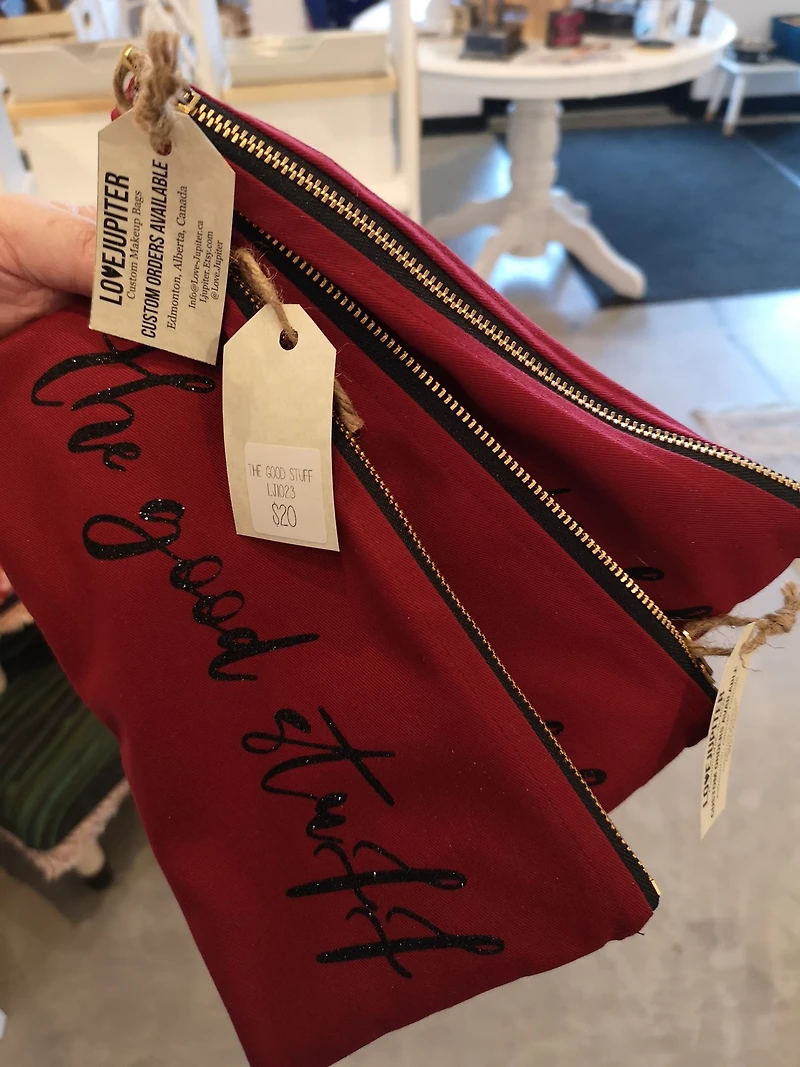 LOVEJUPITER
Custom Makeup Bags
CUSTOM ORDERS AVAILABLE
Edmonton, Alberta, Canada
Info@Love-Jupiter.ca
Ljupiter.Etsy.com
@Love.Jupiter
THE GOOD STUFF
LJ1023
$20
the
good
stuff
LOVEJUPITER